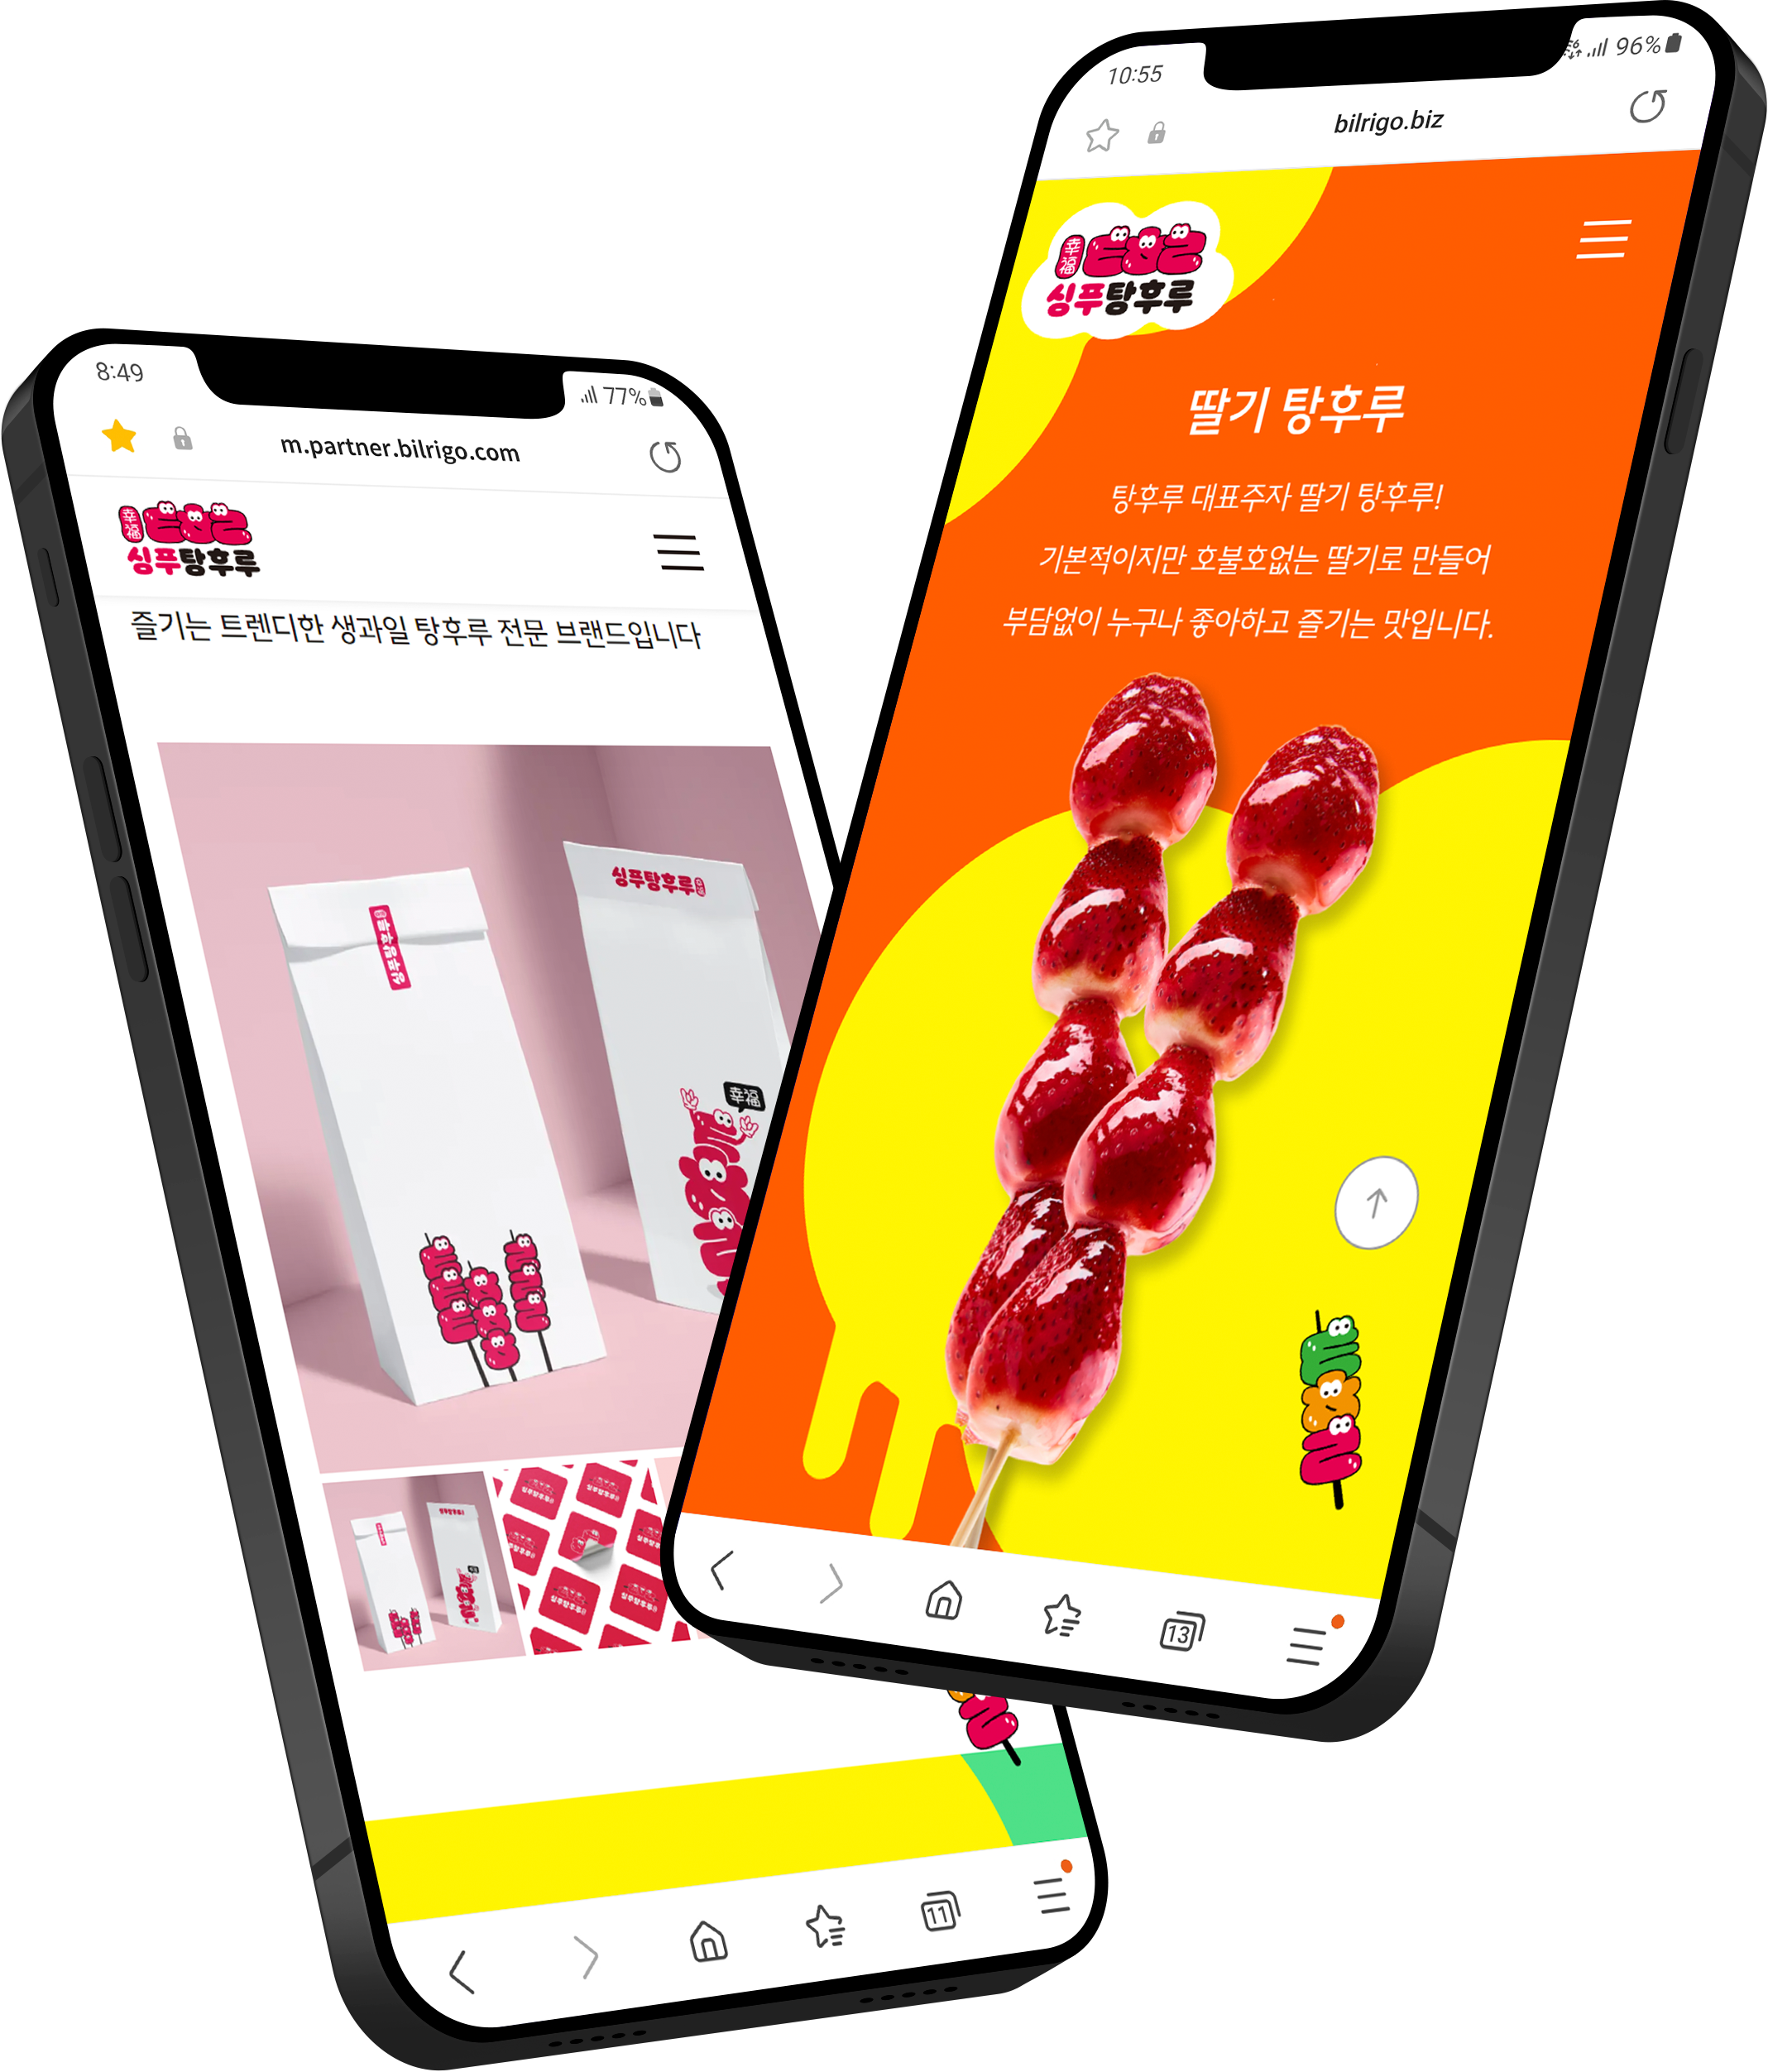 8:49
77%
m.partner.bilrigo.com
幸福
싱푸탕후루
즐기는 트렌디한 생과일 탕후루 전문 브랜드입니다
싱푸탕후루
싱푸탕후루
幸福
11
10:55
96%
bilrigo.biz
幸福
싱푸탕후루
딸기 탕후루
탕후루 대표주자 딸기 탕후루!
기본적이지만 호불호없는 딸기로 만들어
부담없이 누구나 좋아하고 즐기는 맛입니다.
13